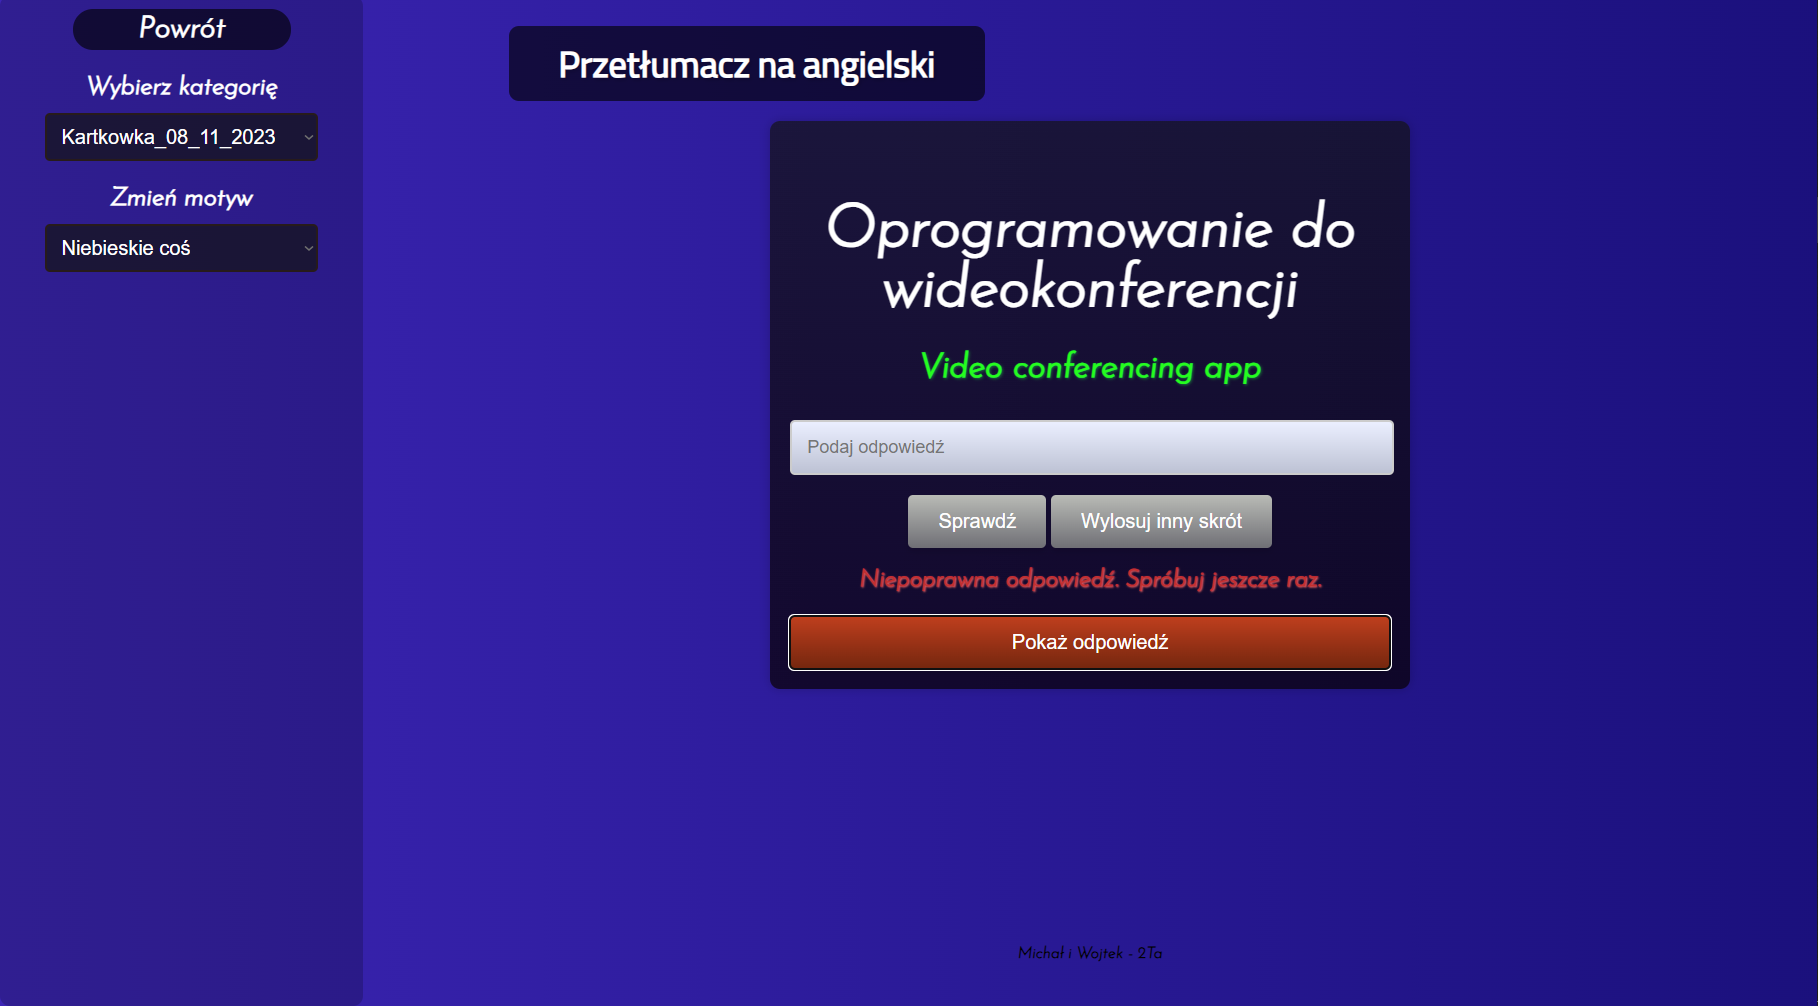 Powrót
Wybierz kategorię
Kartkowka_08_11_2023
Zmień motyw
Niebieskie coś
Przetłumacz na angielski
Oprogramowanie do
wideokonferencji
Video conferencing app
Podaj odpowiedź
Sprawdź
Wylosuj inny skrót
Niepoprawna odpowiedź. Spróbuj jeszcze raz.
Pokaż odpowiedź
Michał i Wojtek - 2Ta